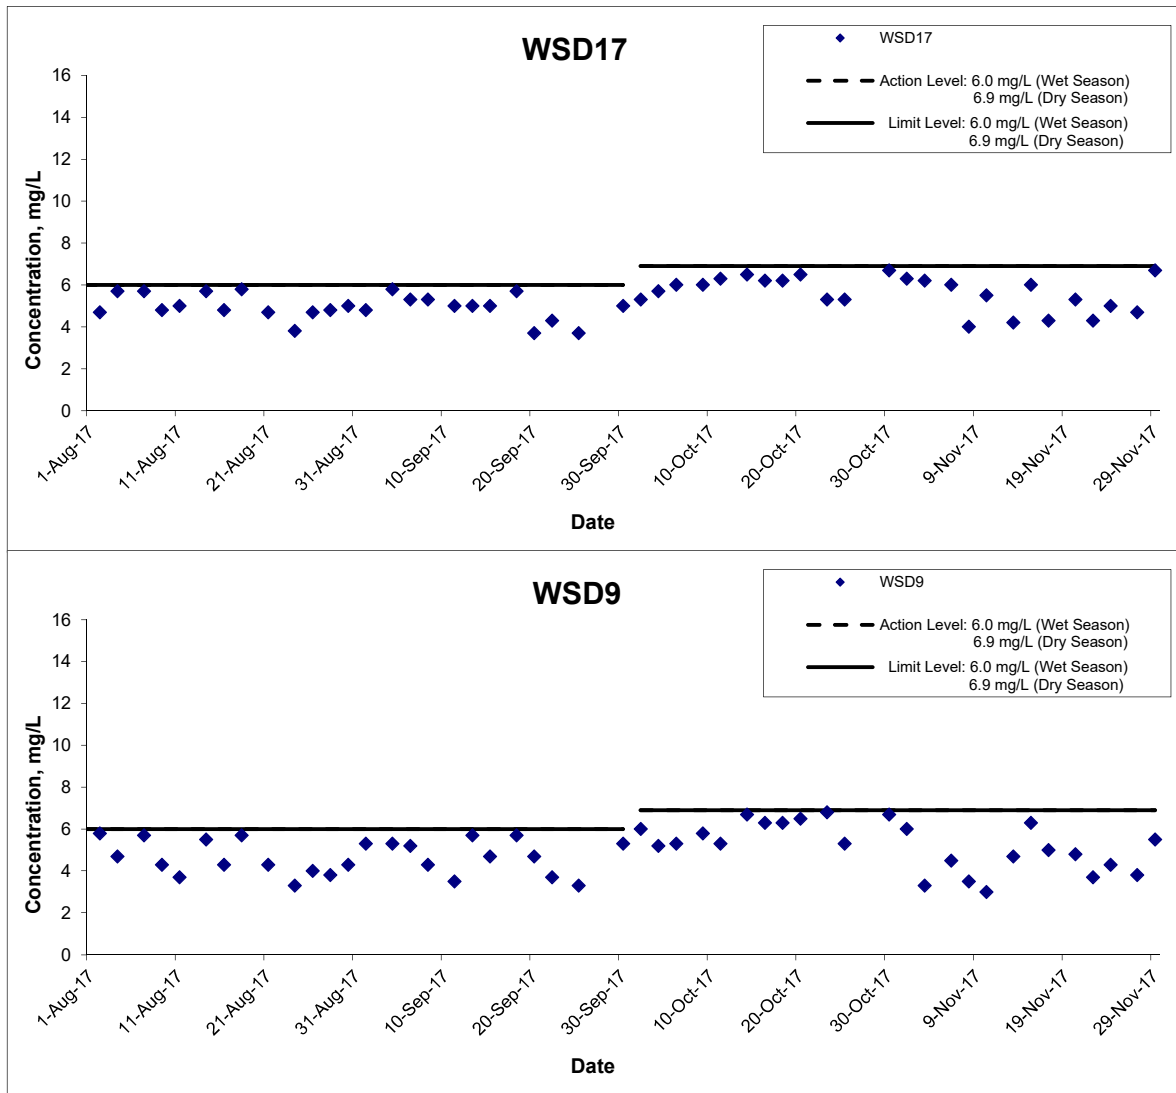 WSD17
WSD17
Action Level: 6.0 mg/L (Wet Season)
6.9 mg/L (Dry Season)
Limit Level: 6.0 mg/L (Wet Season)
6.9 mg/L (Dry Season)
Concentration, mg/L
16
14
12
10
8
6
4
2
0
1-Aug-17
11-Aug-17
21-Aug-17
31-Aug-17
10-Sep-17
20-Sep-17
30-Sep-17
10-Oct-17
20-Oct-17
30-Oct-17
9-Nov-17
19-Nov-17
29-Nov-17
Date
WSD9
WSD9
Action Level: 6.0 mg/L (Wet Season)
6.9 mg/L (Dry Season)
Limit Level: 6.0 mg/L (Wet Season)
6.9 mg/L (Dry Season)
Concentration, mg/L
16
14
12
10
8
6
4
2
0
1-Aug-17
11-Aug-17
21-Aug-17
31-Aug-17
10-Sep-17
20-Sep-17
30-Sep-17
10-Oct-17
20-Oct-17
30-Oct-17
9-Nov-17
19-Nov-17
29-Nov-17
Date